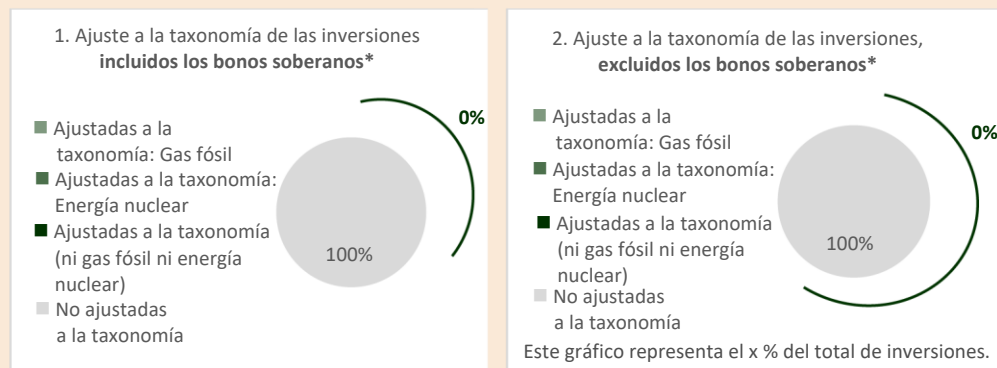 1. Ajuste a la taxonomía de las inversiones
incluidos los bonos soberanos*
Ajustadas a la
taxonomía: Gas fósil
Ajustadas a la taxonomía:
Energía nuclear
Ajustadas a la taxonomía
(ni gas fósil ni energía
nuclear)
No ajustadas
a la taxonomía
0%
100%
2. Ajuste a la taxonomía de las inversiones,
excluidos los bonos soberanos*
Ajustadas a la
taxonomía: Gas fósil
Ajustadas a la taxonomía:
Energía nuclear
Ajustadas a la taxonomía
(ni gas fósil ni energía
nuclear)
No ajustadas
a la taxonomía
0%
100%
Este gráfico representa el x % del total de inversiones.